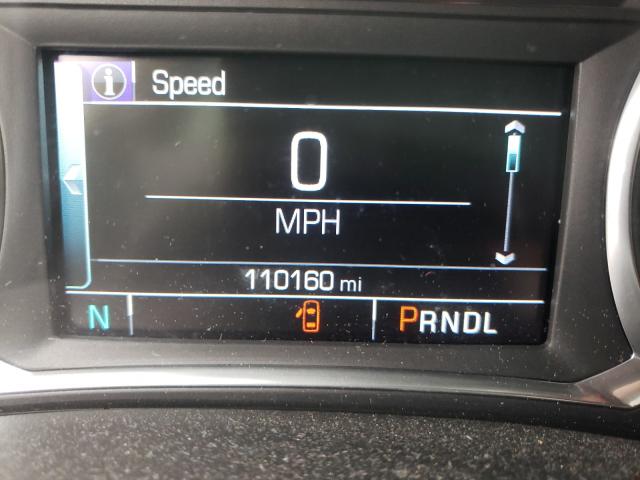 Speed
0
MPH
110160 mi
N PRNDL